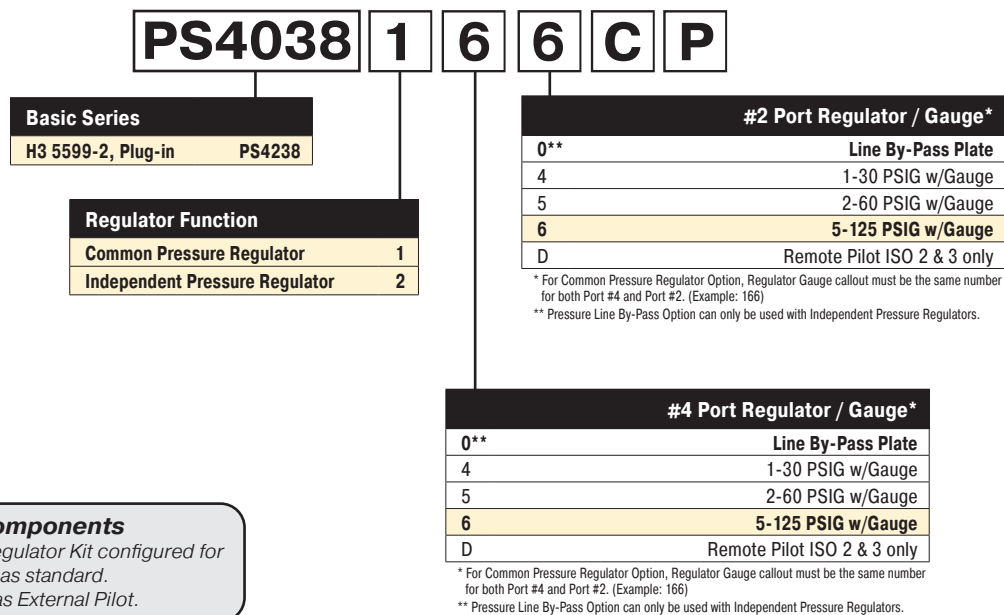 PS4038 1 6 6 C P
Basic Series
H3 5599-2, Plug-in PS4238
Regulator Function
Common Pressure Regulator 1
Independent Pressure Regulator 2
#2 Port Regulator / Gauge*
0** Line By-Pass Plate
4 1-30 PSIG w/Gauge
5 2-60 PSIG w/Gauge
6 5-125 PSIG w/Gauge
D Remote Pilot ISO 2 & 3 only
* For Common Pressure Regulator Option, Regulator Gauge callout must be the same number
for both Port #4 and Port #2. (Example: 166)
** Pressure Line By-Pass Option can only be used with Independent Pressure Regulators.
#4 Port Regulator / Gauge*
0** Line By-Pass Plate
4 1-30 PSIG w/Gauge
5 2-60 PSIG w/Gauge
6 5-125 PSIG w/Gauge
D Remote Pilot ISO 2 & 3 only
* For Common Pressure Regulator Option, Regulator Gauge callout must be the same number
for both Port #4 and Port #2. (Example: 166)
** Pressure Line By-Pass Option can only be used with Independent Pressure Regulators.
Kit configured for
as standard.
as External Pilot.